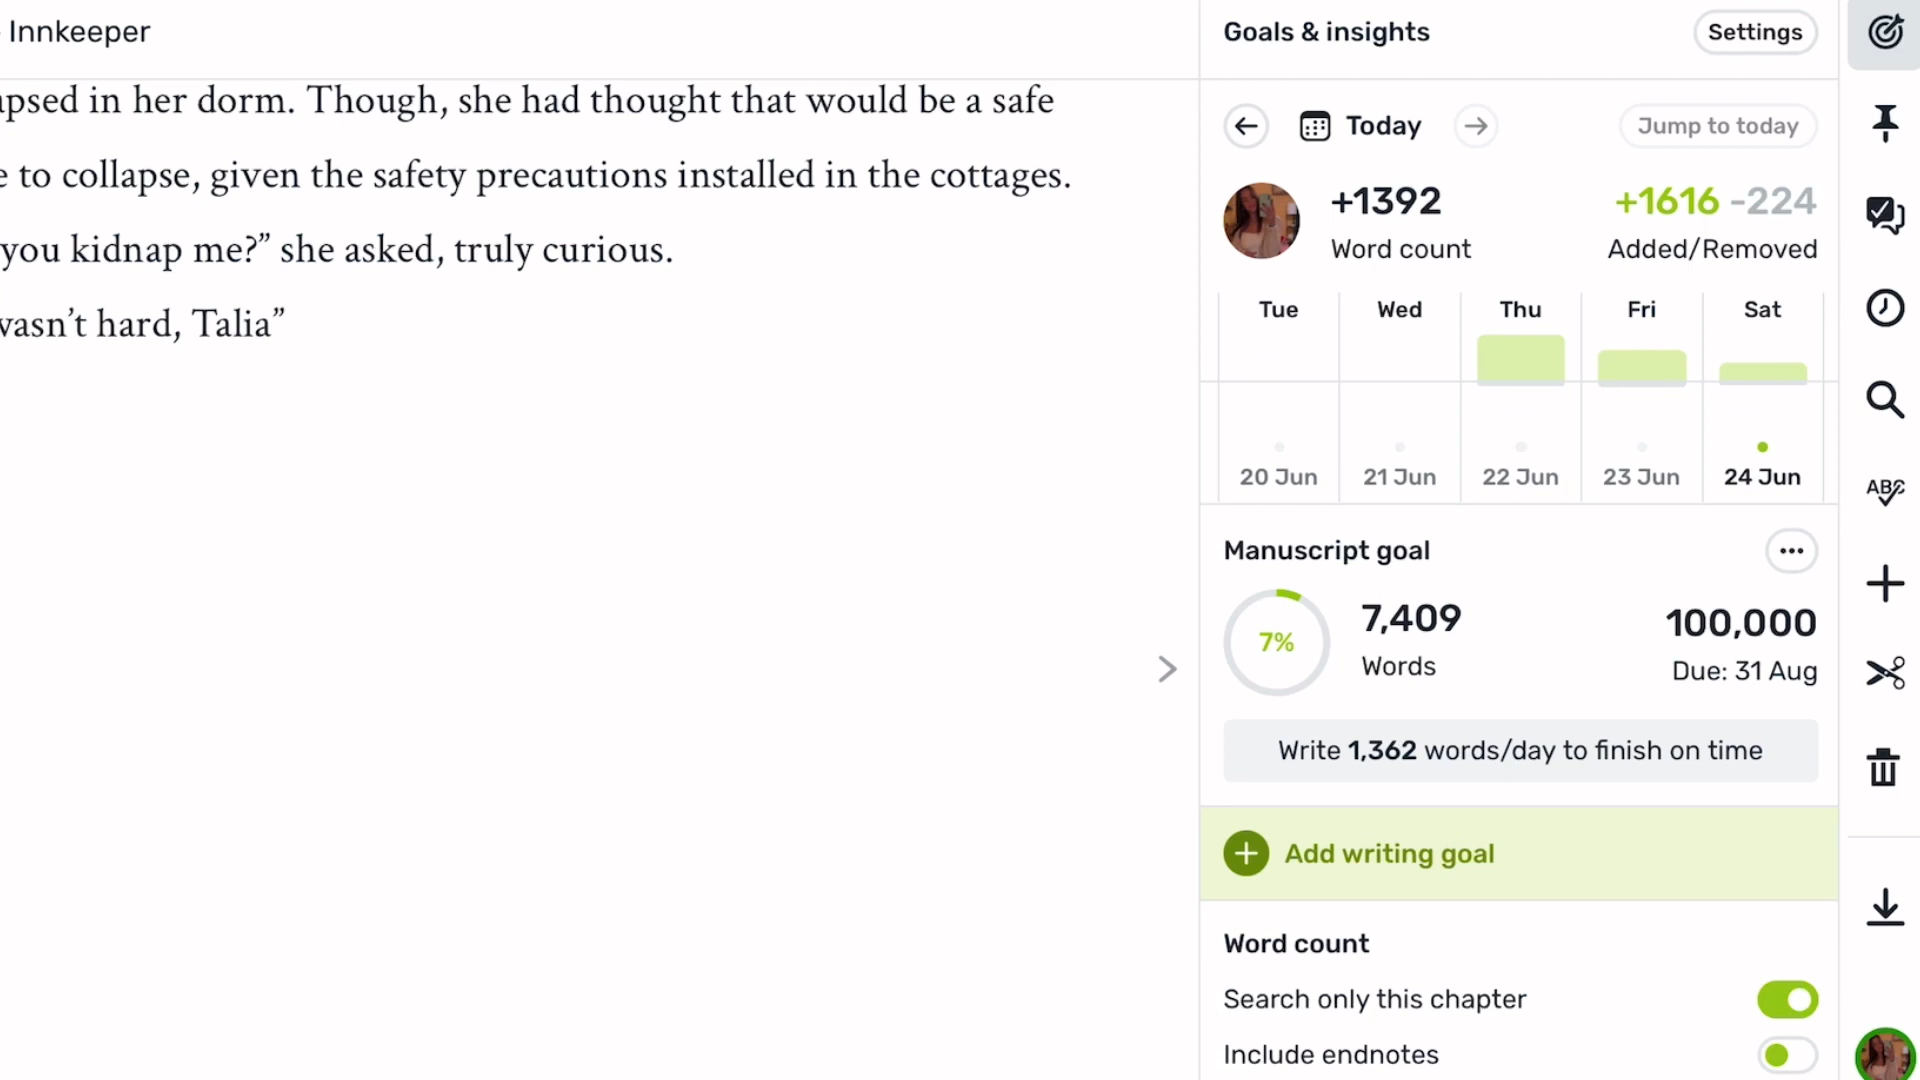 Innkeeper
apsed in her dorm. Though, she had thought that would be a safe
e to collapse, given the safety precautions installed in the cottages.
you kidnap me?” she asked, truly curious.
wasn’t hard, Talia”
Goals & insights
Settings
Today
Jump to today
+1392
Word count
+1616 -224
Added/Removed
Tue Wed Thu Fri Sat
20 Jun 21 Jun 22 Jun 23 Jun 24 Jun
Manuscript goal
7%
7,409
Words
100,000
Due: 31 Aug
Write 1,362 words/day to finish on time
Add writing goal
Word count
Search only this chapter
Include endnotes
ABC